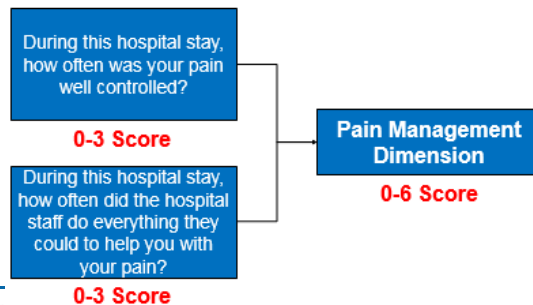 During this hospital stay,
how often was your pain
well controlled?
0-3 Score
During this hospital stay,
how often did the hospital
staff do everything they
could to help you with
your pain?
0-3 Score
Pain Management
Dimension
0-6 Score